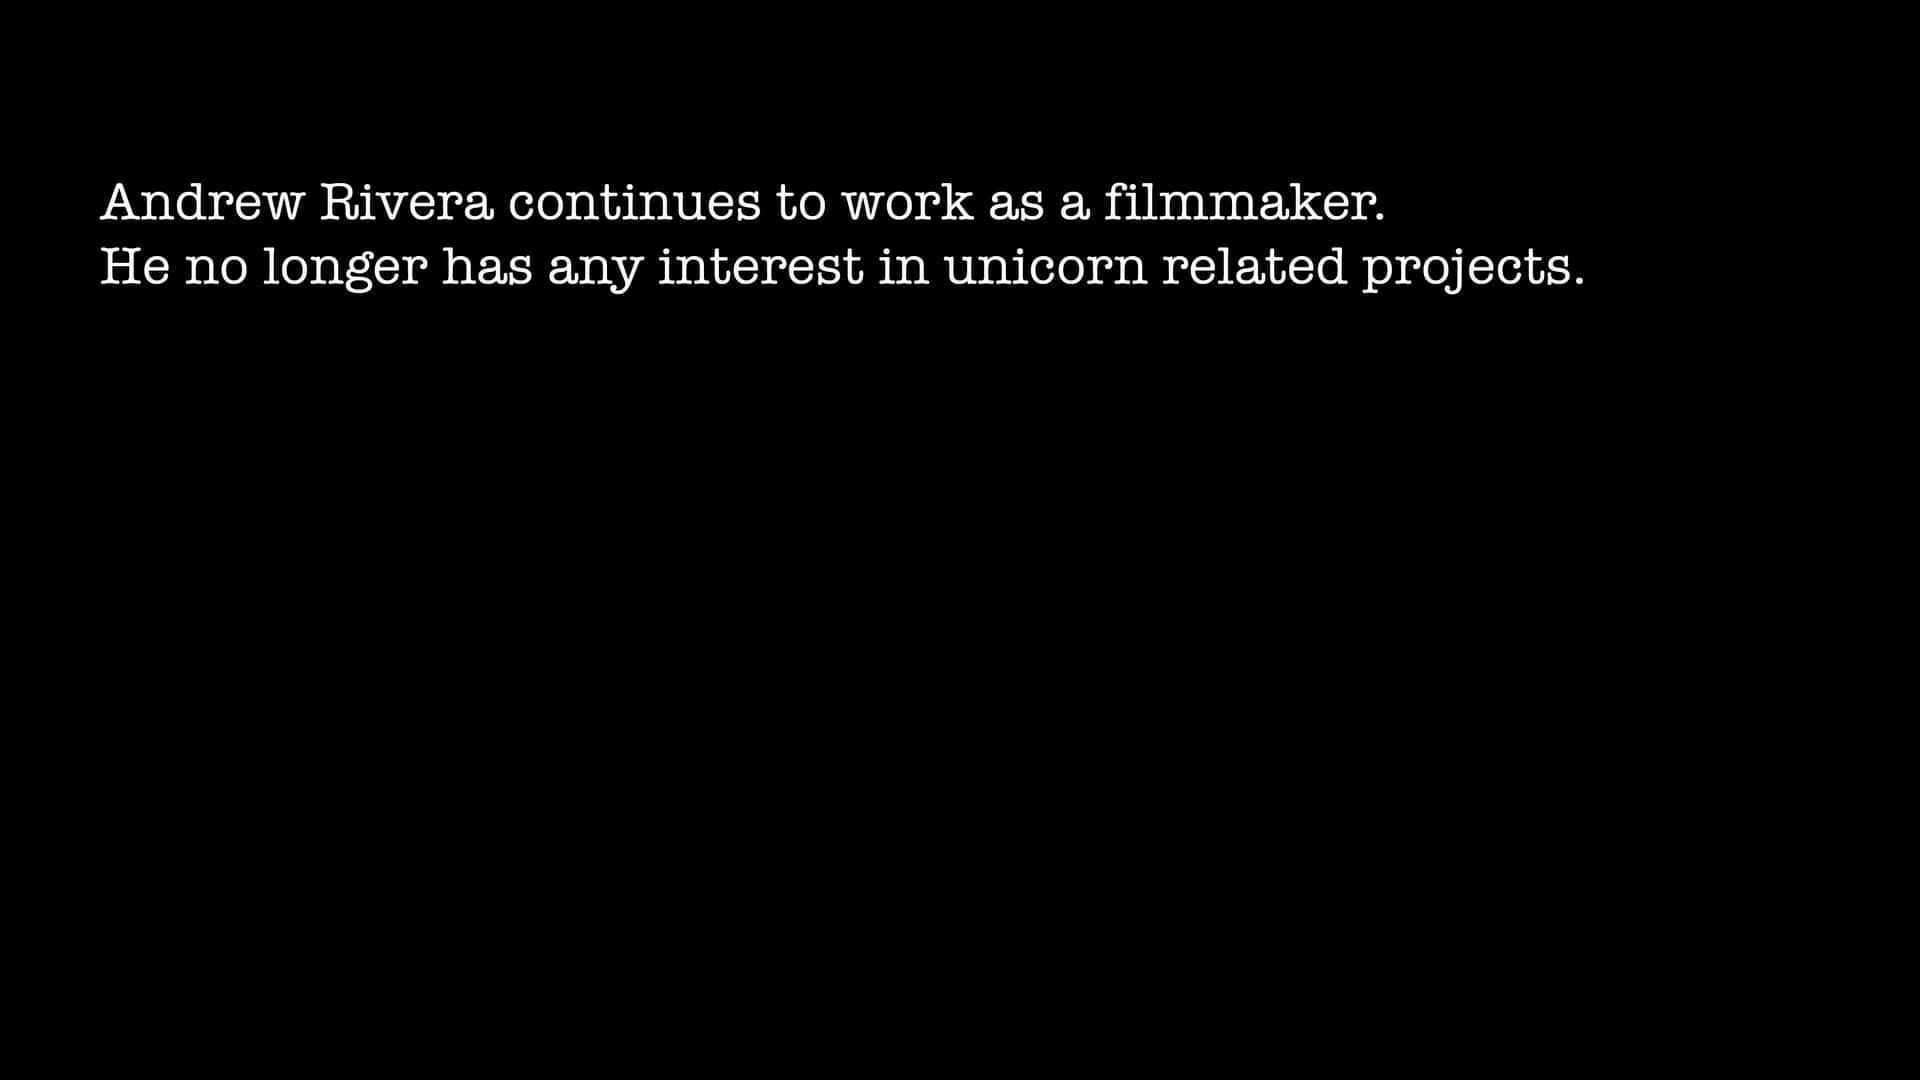 Andrew Rivera continues to work as a filmmaker.
He no longer has any interest in unicorn related projects.